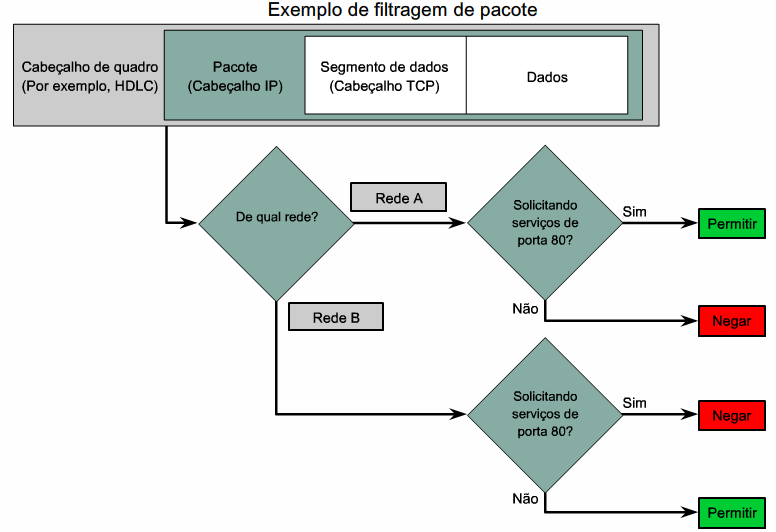 Exemplo de filtragem de pacote
Cabeçalho de quadro
(Por exemplo, HDLC)
Pacote
(Cabeçalho IP)
Segmento de dados
(Cabeçalho TCP)
Dados
De qual rede?
Rede A
Solicitando
serviços de
porta 80?
Sim
Permitir
Não
Negar
Rede B
Solicitando
serviços de
porta 80?
Sim
Negar
Não
Permitir